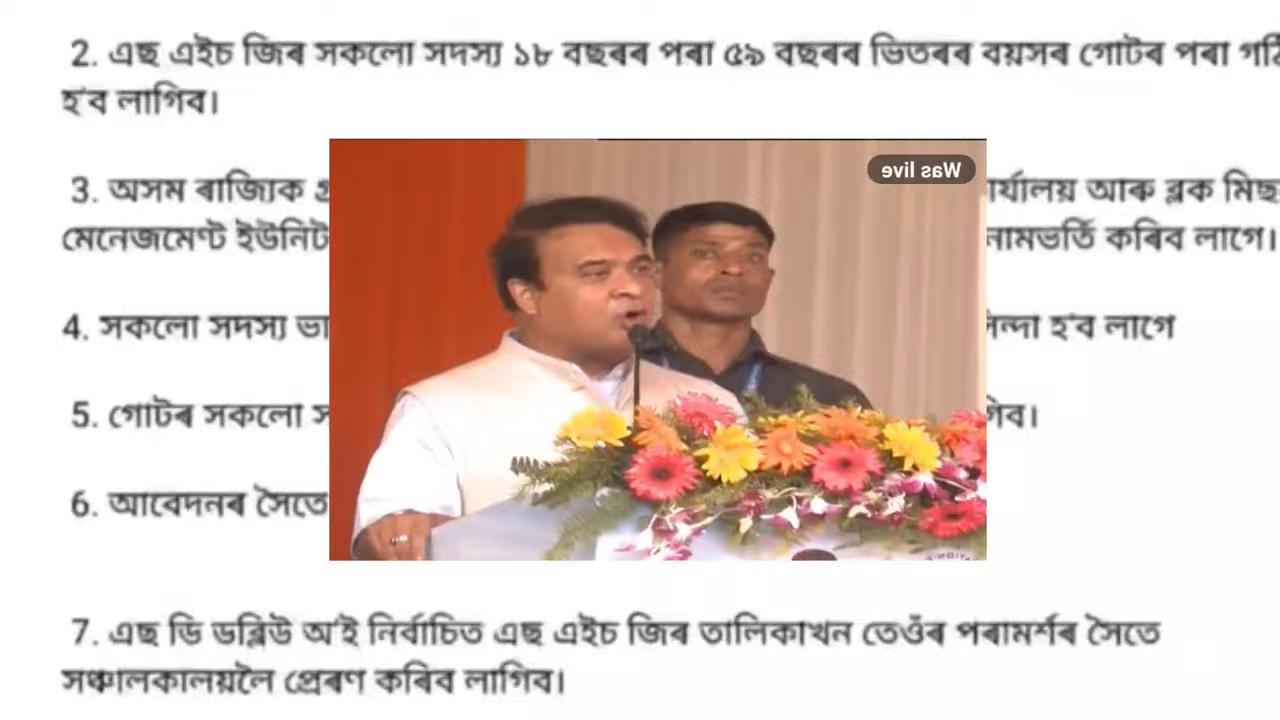 2. এছ এইচ জিৰ সকলো সদস্য ১৮ বছৰৰ পৰা ৫৯ বছৰৰ ভিতৰৰ বয়সৰ গোটৰ পৰা
হ'ব লাগিব।
Was live
3. অসম ৰাজ্যিক
আৰু ব্লক
মেনেজমেণ্ট ইউনিট
নামভৰ্তি কৰিব লাগে।
4. সকলো সদস্য
হ'ব লাগে
5. গোটৰ সকলো
6. আবেদনৰ সৈতে
7. এছ ডি ডব্লিউ অ'ই নিৰ্বাচিত এছ এইচ জিৰ তালিকাখন তেওঁৰ পৰামৰ্শৰ সৈতে
সঞ্চালকালয়লৈ প্ৰেৰণ কৰিব লাগিব।